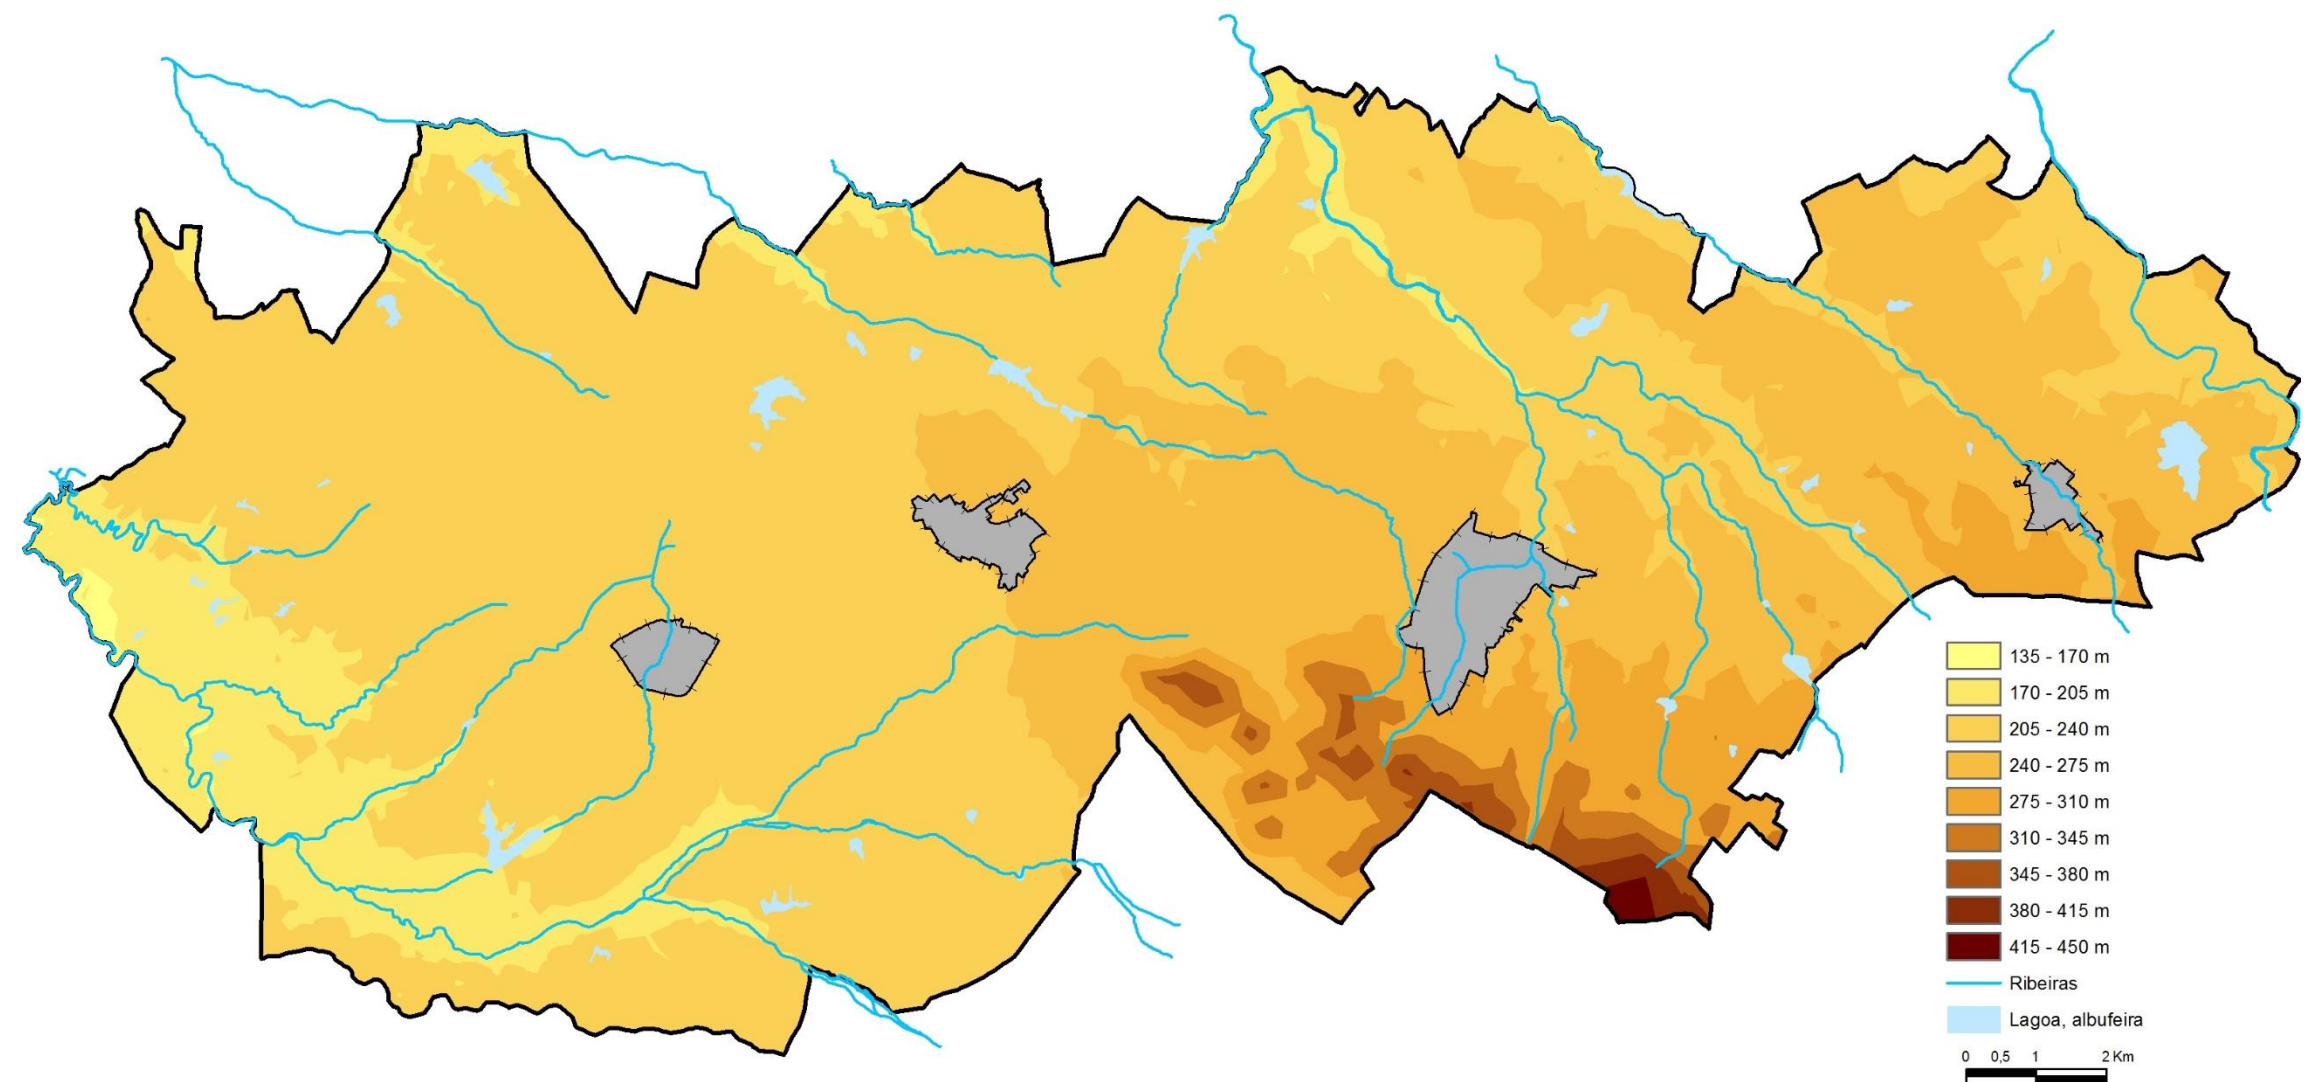 135 - 170 m
170 - 205 m
205 - 240 m
240 - 275 m
275 - 310 m
310 - 345 m
345 - 380 m
380 - 415 m
415 - 450 m
Ribeiras
Lagoa, albufeira
0 0,5 1 2 Km